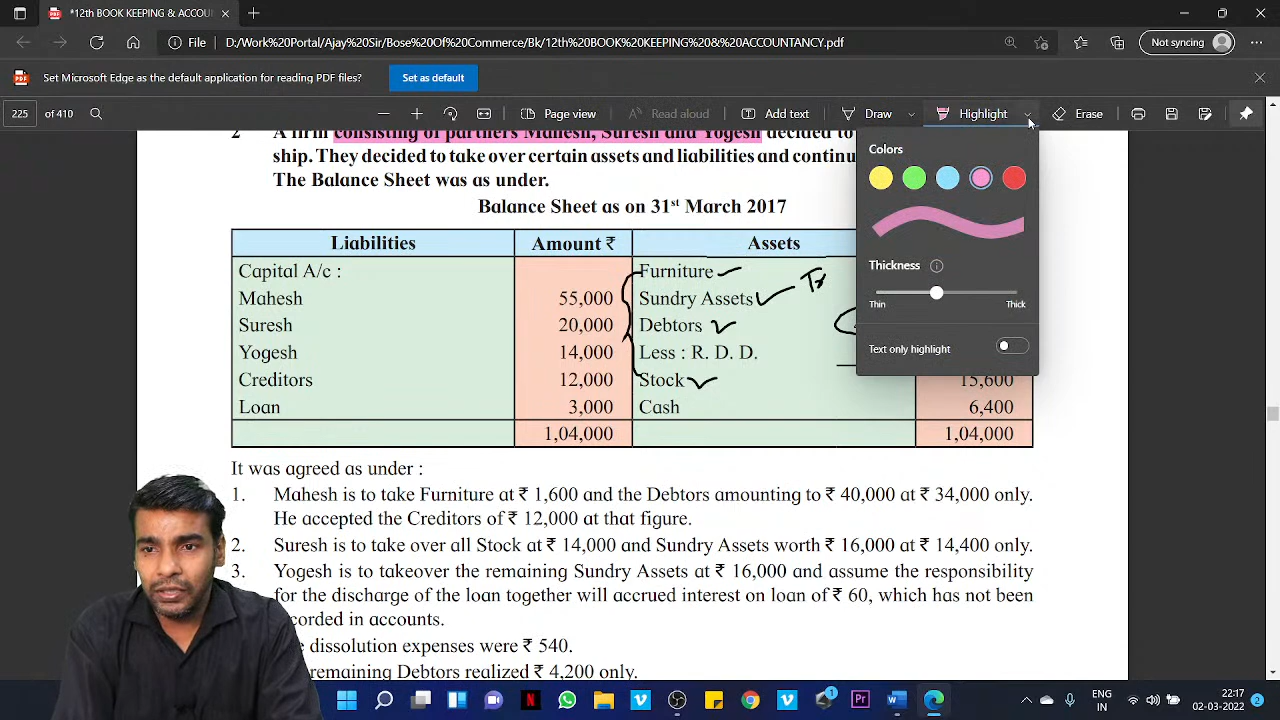 *12th BOOK KEEPING & ACCOU
File D:/Work%20Portal/Ajay%20Sir/Bose%20Of%20Commerce/Bk/12th%20BOOK%20KEEPING%20&%20ACCOUNTANCY.pdf Not syncing
Set Microsoft Edge as the default application for reading PDF files? Set as default
225 of 410 Page view Read aloud Add text Draw Highlight Erase
2 A firm consisting of partners Mahesh, Suresh and Yogesh decided to
ship. They decided to take over certain assets and liabilities and continu
The Balance Sheet was as under.
Balance Sheet as on 31st March 2017
Liabilities Amount ₹ Assets
Capital A/c : Furniture
Mahesh 55,000 Sundry Assets
Suresh 20,000 Debtors
Yogesh 14,000 Less : R. D. D.
Creditors 12,000 Stock 15,600
Loan 3,000 Cash 6,400
1,04,000 1,04,000
Colors
Thickness
Thin Thick
Text only highlight
It was agreed as under :
1. Mahesh is to take Furniture at ₹ 1,600 and the Debtors amounting to ₹ 40,000 at ₹ 34,000 only.
He accepted the Creditors of ₹ 12,000 at that figure.
2. Suresh is to take over all Stock at ₹ 14,000 and Sundry Assets worth ₹ 16,000 at ₹ 14,400 only.
3. Yogesh is to takeover the remaining Sundry Assets at ₹ 16,000 and assume the responsibility
for the discharge of the loan together will accrued interest on loan of ₹ 60, which has not been
corded in accounts.
dissolution expenses were ₹ 540.
remaining Debtors realized ₹ 4,200 only.
ENG
IN
22:17
02-03-2022